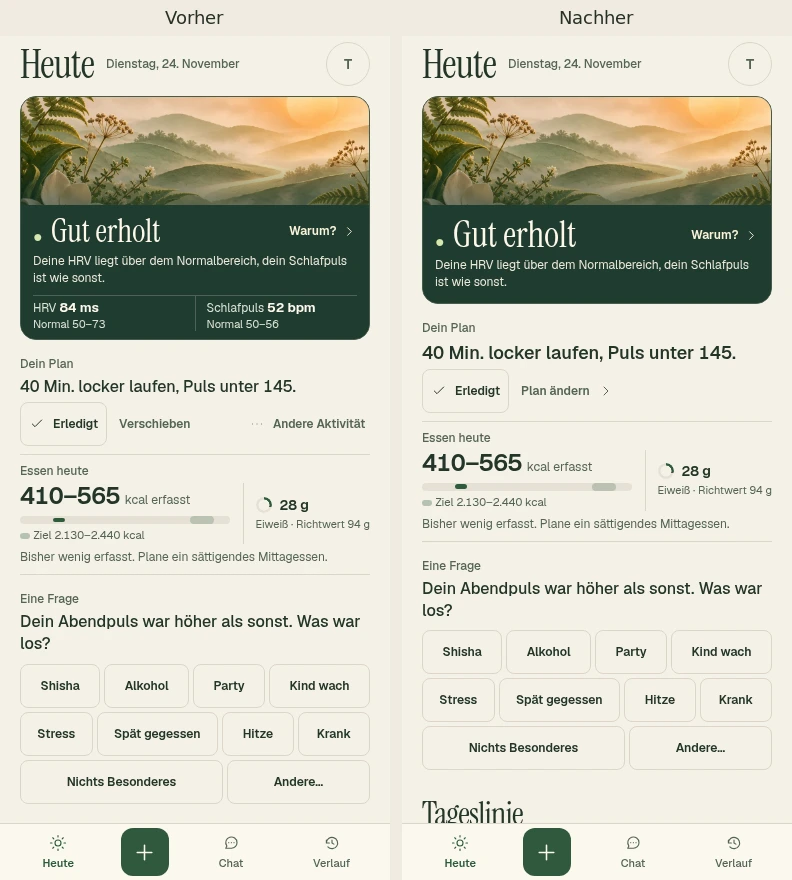 Vorher
Heute Dienstag, 24. November T
Gut erholt Warum?
Deine HRV liegt über dem Normalbereich, dein Schlafpuls
ist wie sonst.
HRV 84 ms Schlafpuls 52 bpm
Normal 50–73 Normal 50–56
Dein Plan
40 Min. locker laufen, Puls unter 145.
Erledigt Verschieben ··· Andere Aktivität
Essen heute
410–565 kcal erfasst
28 g
Ziel 2.130–2.440 kcal
Eiweiß · Richtwert 94 g
Bisher wenig erfasst. Plane ein sättigendes Mittagessen.
Eine Frage
Dein Abendpuls war höher als sonst. Was war
los?
Shisha Alkohol Party Kind wach
Stress Spät gegessen Hitze Krank
Nichts Besonderes Andere…
Heute + Chat Verlauf
Nachher
Heute Dienstag, 24. November T
Gut erholt Warum?
Deine HRV liegt über dem Normalbereich, dein Schlafpuls
ist wie sonst.
Dein Plan
40 Min. locker laufen, Puls unter 145.
Erledigt Plan ändern
Essen heute
410–565 kcal erfasst
28 g
Ziel 2.130–2.440 kcal
Eiweiß · Richtwert 94 g
Bisher wenig erfasst. Plane ein sättigendes Mittagessen.
Eine Frage
Dein Abendpuls war höher als sonst. Was war
los?
Shisha Alkohol Party Kind wach
Stress Spät gegessen Hitze Krank
Nichts Besonderes Andere…
Tageslinie
Heute + Chat Verlauf